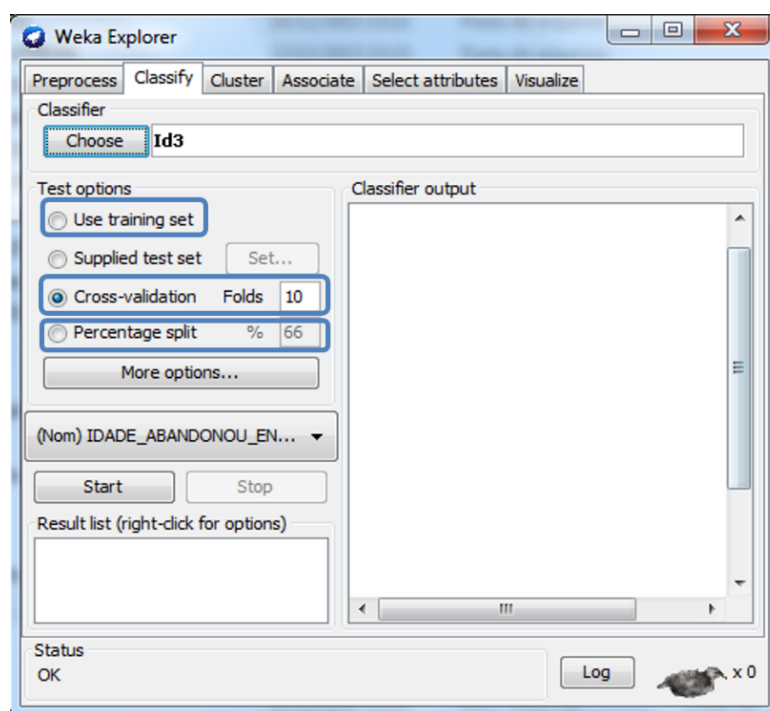 Weka Explorer
Preprocess Classify Cluster Associate Select attributes Visualize
Classifier
Choose Id3
Test options
Use training set
Supplied test set Set...
Cross-validation Folds 10
Percentage split % 66
More options...
(Nom) IDADE_ABANDONOU_EN...
Start Stop
Result list (right-click for options)
Classifier output
Status
OK
Log x 0